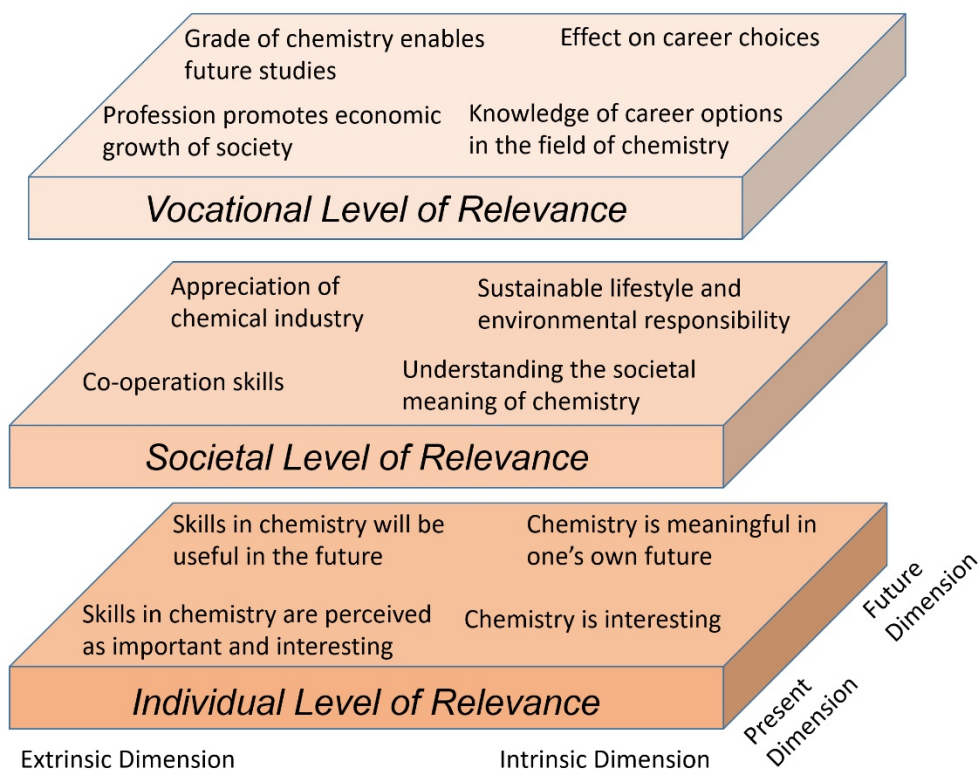 Grade of chemistry enables
future studies
Effect on career choices
Profession promotes economic
growth of society
Knowledge of career options
in the field of chemistry
Vocational Level of Relevance
Appreciation of
chemical industry
Sustainable lifestyle and
environmental responsibility
Co-operation skills
Understanding the societal
meaning of chemistry
Societal Level of Relevance
Skills in chemistry will be
useful in the future
Chemistry is meaningful in
one's own future
Skills in chemistry are perceived
as important and interesting
Chemistry is interesting
Individual Level of Relevance
Future
Dimension
Present
Dimension
Extrinsic Dimension
Intrinsic Dimension